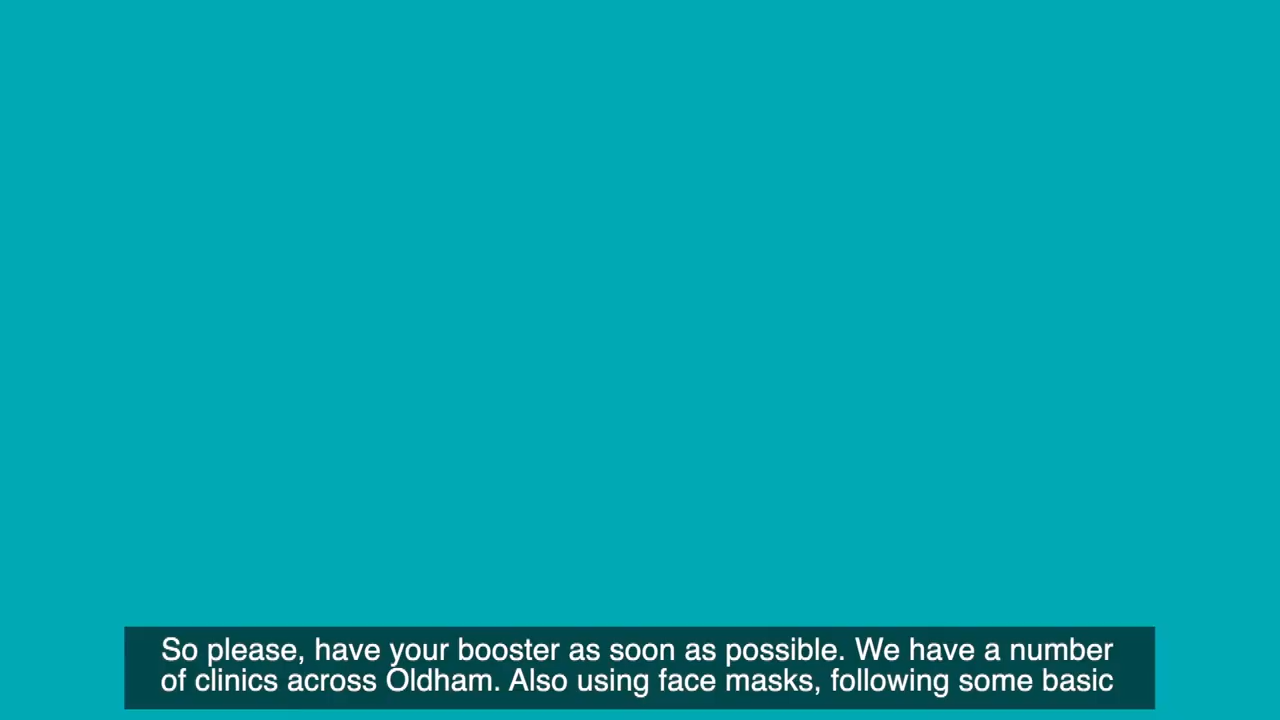 So please, have your booster as soon as possible. We have a number
of clinics across Oldham. Also using face masks, following some basic